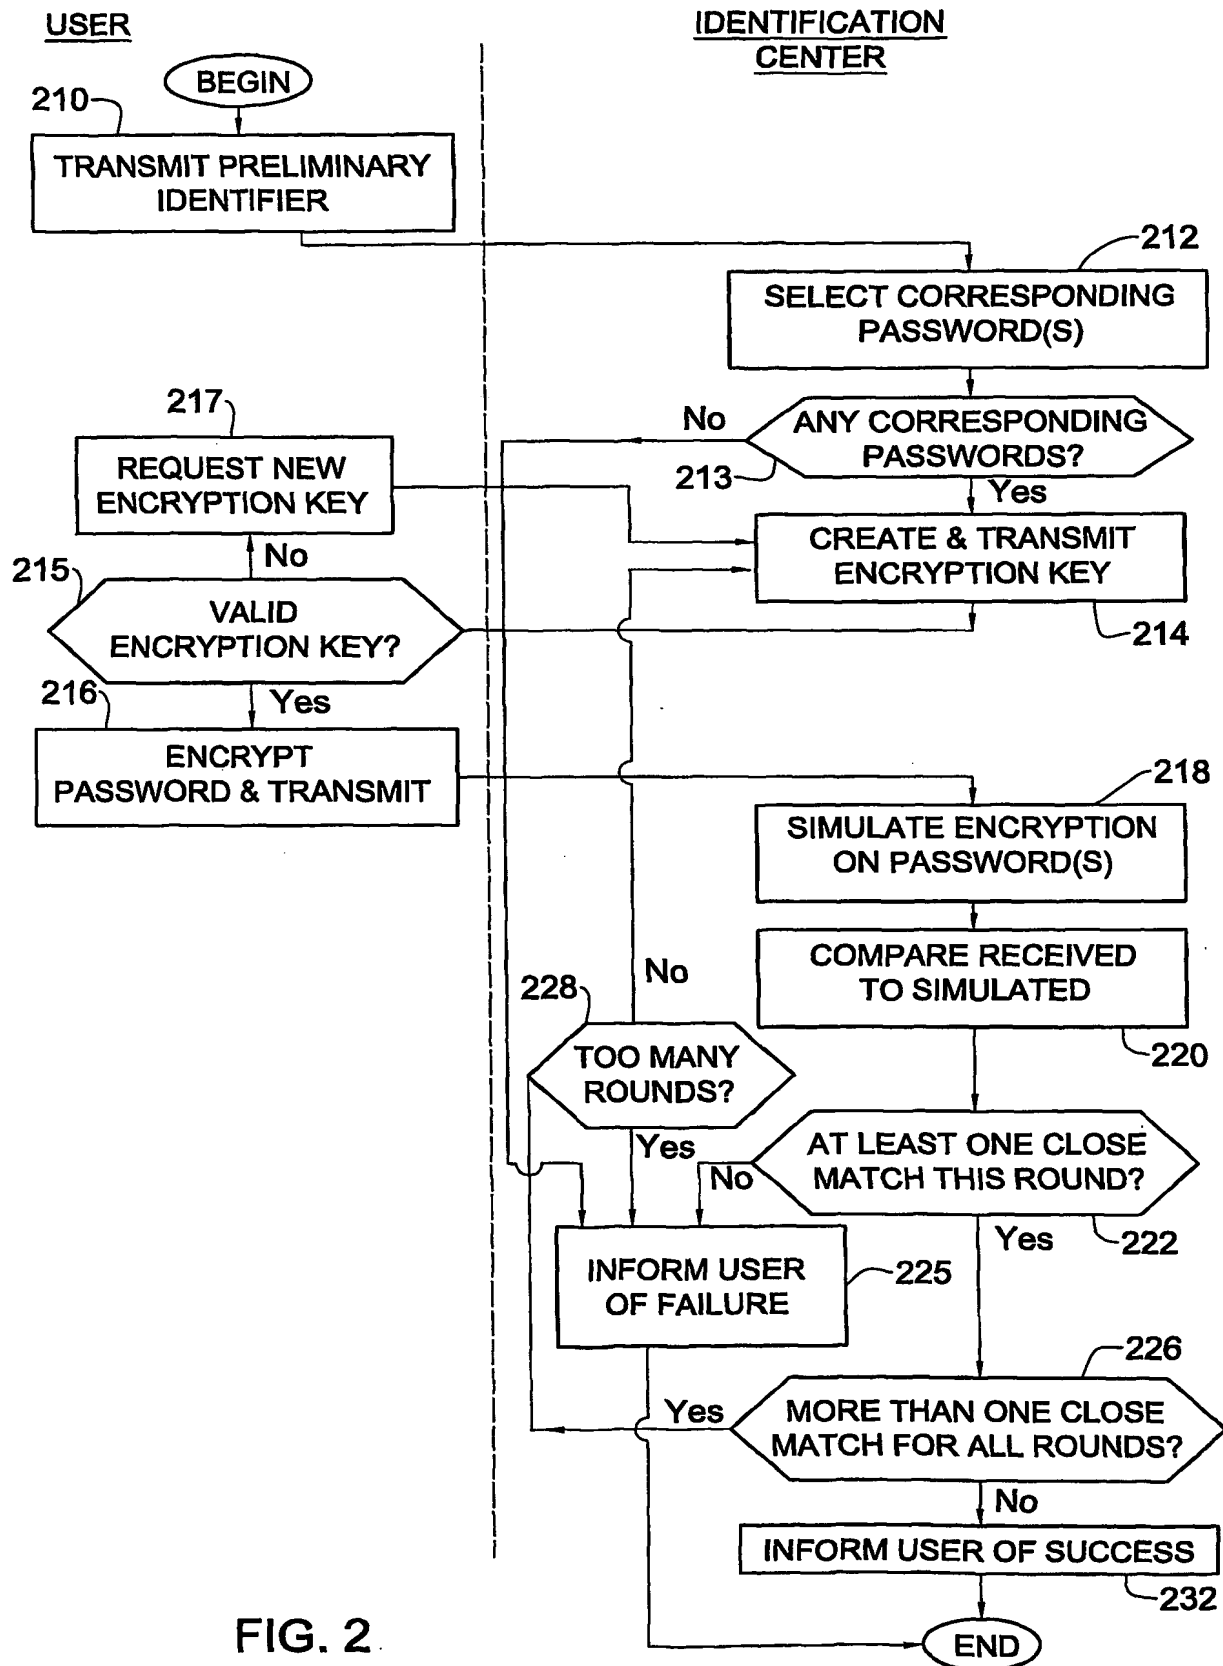 USER
IDENTIFICATION
CENTER
BEGIN
210
TRANSMIT PRELIMINARY
IDENTIFIER
212
SELECT CORRESPONDING
PASSWORD(S)
217
No
ANY CORRESPONDING
PASSWORDS?
213
Yes
REQUEST NEW
ENCRYPTION KEY
CREATE & TRANSMIT
ENCRYPTION KEY
214
No
215
VALID
ENCRYPTION KEY?
216
Yes
ENCRYPT
PASSWORD & TRANSMIT
218
SIMULATE ENCRYPTION
ON PASSWORD(S)
COMPARE RECEIVED
TO SIMULATED
220
No
228
TOO MANY
ROUNDS?
Yes
AT LEAST ONE CLOSE
MATCH THIS ROUND?
No
222
Yes
INFORM USER
OF FAILURE
225
226
Yes
MORE THAN ONE CLOSE
MATCH FOR ALL ROUNDS?
No
INFORM USER OF SUCCESS
232
END
FIG. 2